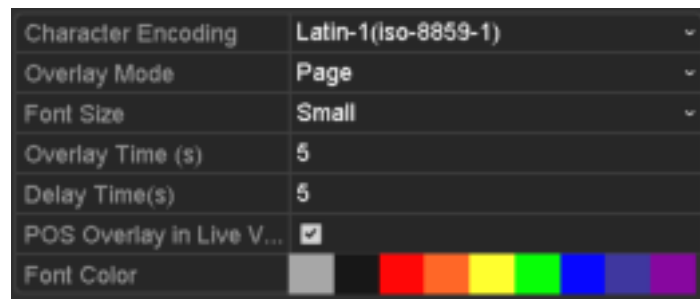 Character Encoding Latin-1(iso-8859-1)
Overlay Mode Page
Font Size Small
Overlay Time (s) 5
Delay Time(s) 5
POS Overlay in Live V...
Font Color